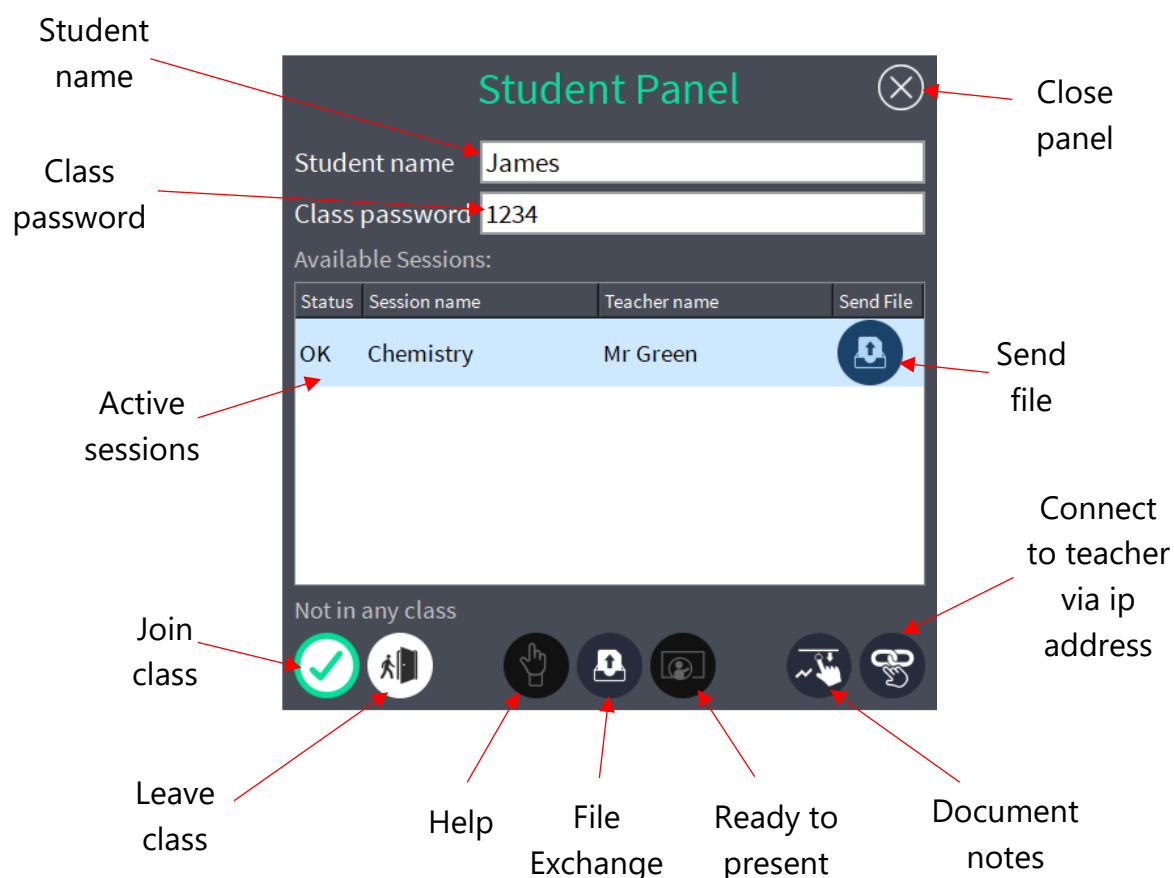 Student
name
Student Panel
Close
panel
Student name James
Class
password
Class password 1234
Available Sessions:
Status Session name Teacher name Send File
OK Chemistry Mr Green
Send
file
Active
sessions
Connect
to teacher
via ip
address
Not in any class
Join
class
Leave
class
Help
File
Exchange
Ready to
present
Document
notes